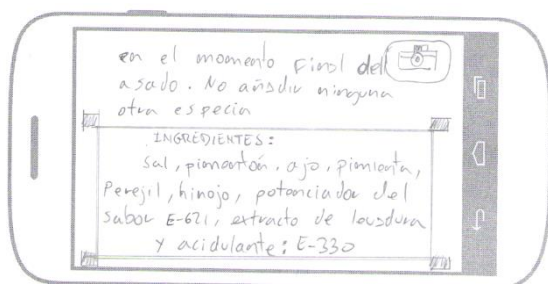 en el momento final del
asado. No añadir ninguna
otra especia
INGREDIENTES:
Sal, pimentón, ajo, pimienta,
Perejil, hinojo, potenciador del
sabor E-621, extracto de levadura
y acidulante: E-330